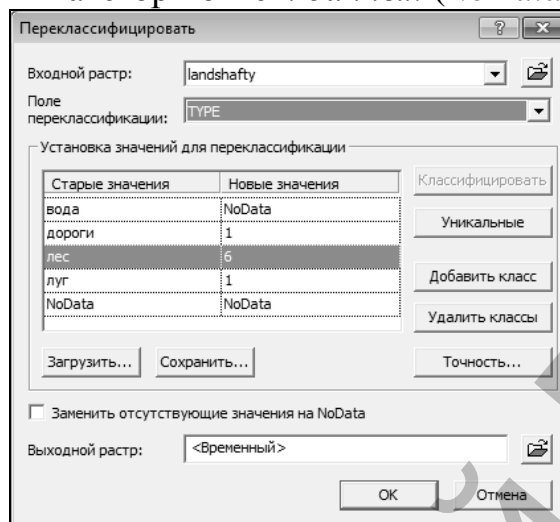 Переклассифицировать
Входной растр: landshafty
Поле
переклассификации: TYPE
Установка значений для переклассификации
Старые значения Новые значения Классифицировать
вода NoData
дороги 1 Уникальные
лес 6
луг 1 Добавить класс
NoData NoData
Удалить классы
Загрузить... Сохранить... Точность...
Заменить отсутствующие значения на NoData
Выходной растр: <Временный>
OK Отмена